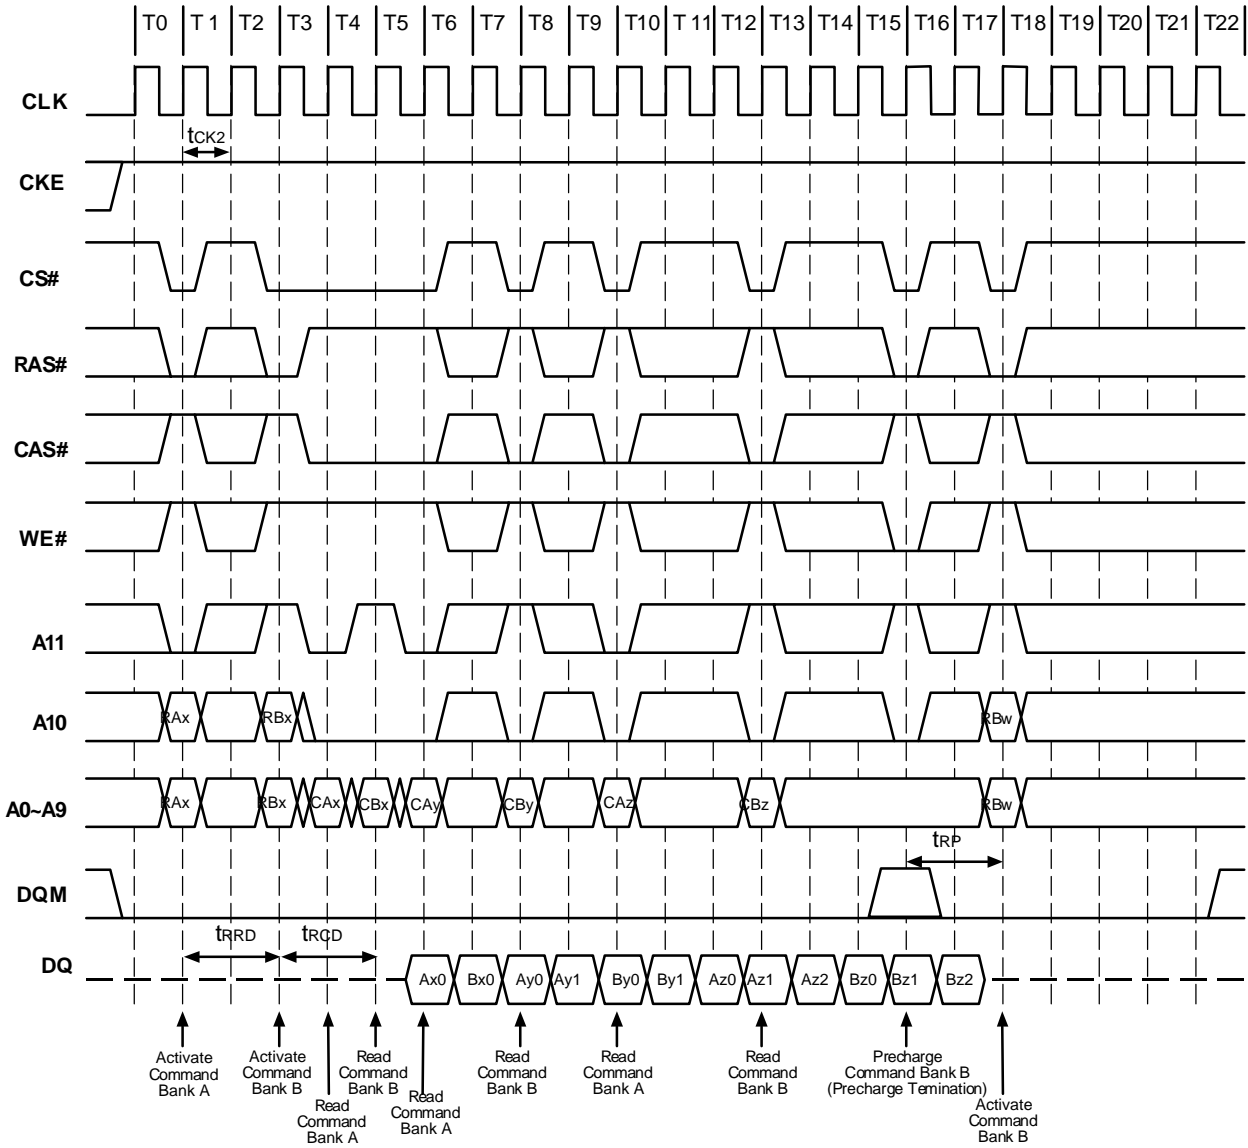 T0 T 1 T2 T3 T4 T5 T6 T7 T8 T9 T10 T 11 T12 T13 T14 T15 T16 T17 T18 T19 T20 T21 T22
CLK
tCK2
CKE
CS#
RAS#
CAS#
WE#
A11
A10
RAx RBx RBw
A0~A9
RAx RBx CAx CBx CAy CBy CAz CBz RBw
tRP
DQM
tRRD tRCD
DQ
Ax0 Bx0 Ay0 Ay1 By0 By1 Az0 Az1 Az2 Bz0 Bz1 Bz2
Activate
Command
Bank A
Activate
Command
Bank B
Read
Command
Bank A
Read
Command
Bank B
Read
Command
Bank A
Read
Command
Bank B
Read
Command
Bank A
Read
Command
Bank B
Precharge
Command Bank B
(Precharge Temination)
Activate
Command
Bank B